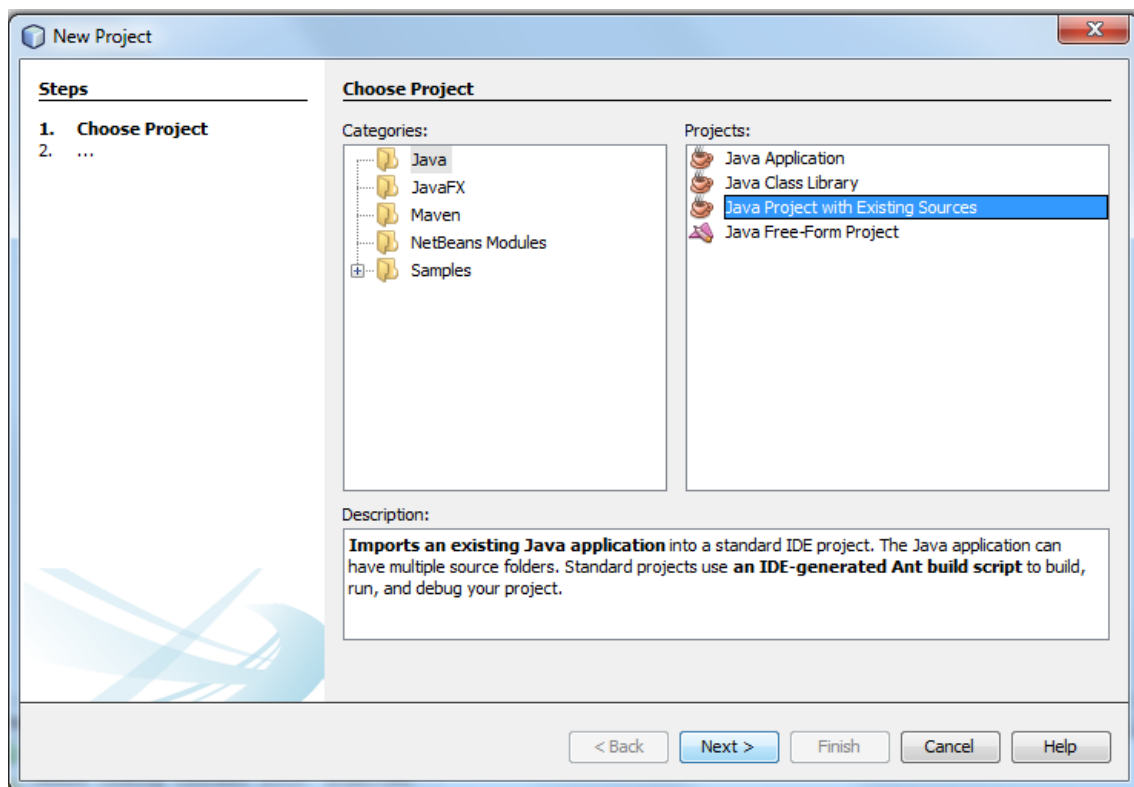 New Project
Steps
1. Choose Project
2. ...
Choose Project
Categories:
Java
JavaFX
Maven
NetBeans Modules
Samples
Projects:
Java Application
Java Class Library
Java Project with Existing Sources
Java Free-Form Project
Description:
Imports an existing Java application into a standard IDE project. The Java application can
have multiple source folders. Standard projects use an IDE-generated Ant build script to build,
run, and debug your project.
< Back Next > Finish Cancel Help